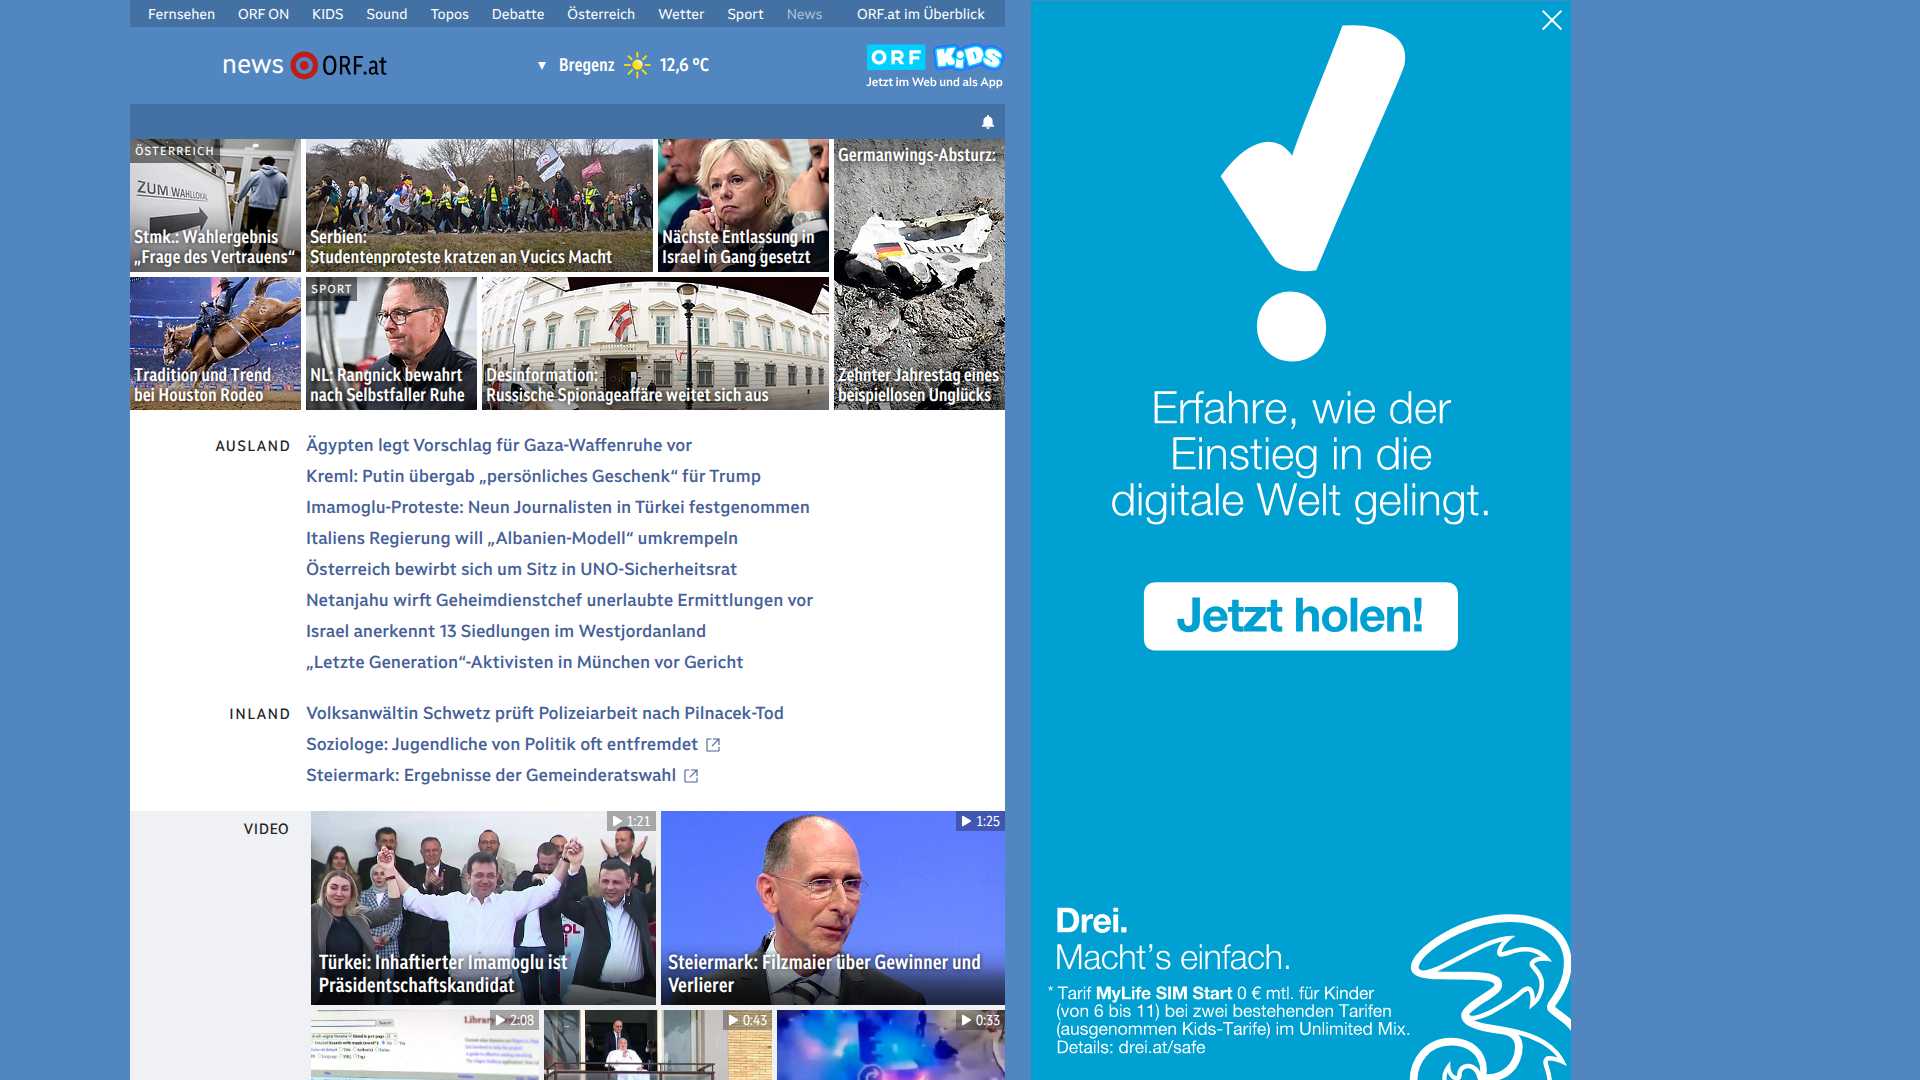 Fernsehen ORF ON KIDS Sound Topos Debatte Österreich Wetter Sport News ORF.at im Überblick
news ORF.at
Bregenz 12,6 °C
ORF KiDS
Jetzt im Web und als App
ÖSTERREICH
ZUM WAHLLOKAL
Stmk.: Wahlergebnis
„Frage des Vertrauens“
Serbien:
Studentenproteste kratzen an Vucics Macht
Nächste Entlassung in
Israel in Gang gesetzt
Germanwings-Absturz:
Zehnter Jahrestag eines
beispiellosen Unglücks
Tradition und Trend
bei Houston Rodeo
SPORT
NL: Rangnick bewahrt
nach Selbstfaller Ruhe
Desinformation:
Russische Spionageaffäre weitet sich aus
AUSLAND
Ägypten legt Vorschlag für Gaza-Waffenruhe vor
Kreml: Putin übergab „persönliches Geschenk“ für Trump
Imamoglu-Proteste: Neun Journalisten in Türkei festgenommen
Italiens Regierung will „Albanien-Modell“ umkrempeln
Österreich bewirbt sich um Sitz in UNO-Sicherheitsrat
Netanjahu wirft Geheimdienstchef unerlaubte Ermittlungen vor
Israel anerkennt 13 Siedlungen im Westjordanland
„Letzte Generation“-Aktivisten in München vor Gericht
INLAND
Volksanwältin Schwetz prüft Polizeiarbeit nach Pilnacek-Tod
Soziologe: Jugendliche von Politik oft entfremdet
Steiermark: Ergebnisse der Gemeinderatswahl
VIDEO
1:21
Türkei: Inhaftierter Imamoglu ist
Präsidentschaftskandidat
1:25
Steiermark: Filzmaier über Gewinner und
Verlierer
2:08
0:43
0:33
Erfahre, wie der
Einstieg in die
digitale Welt gelingt.
Jetzt holen!
Drei.
Macht’s einfach.
* Tarif MyLife SIM Start 0 € mtl. für Kinder
(von 6 bis 11) bei zwei bestehenden Tarifen
(ausgenommen Kids-Tarife) im Unlimited Mix.
Details: drei.at/safe